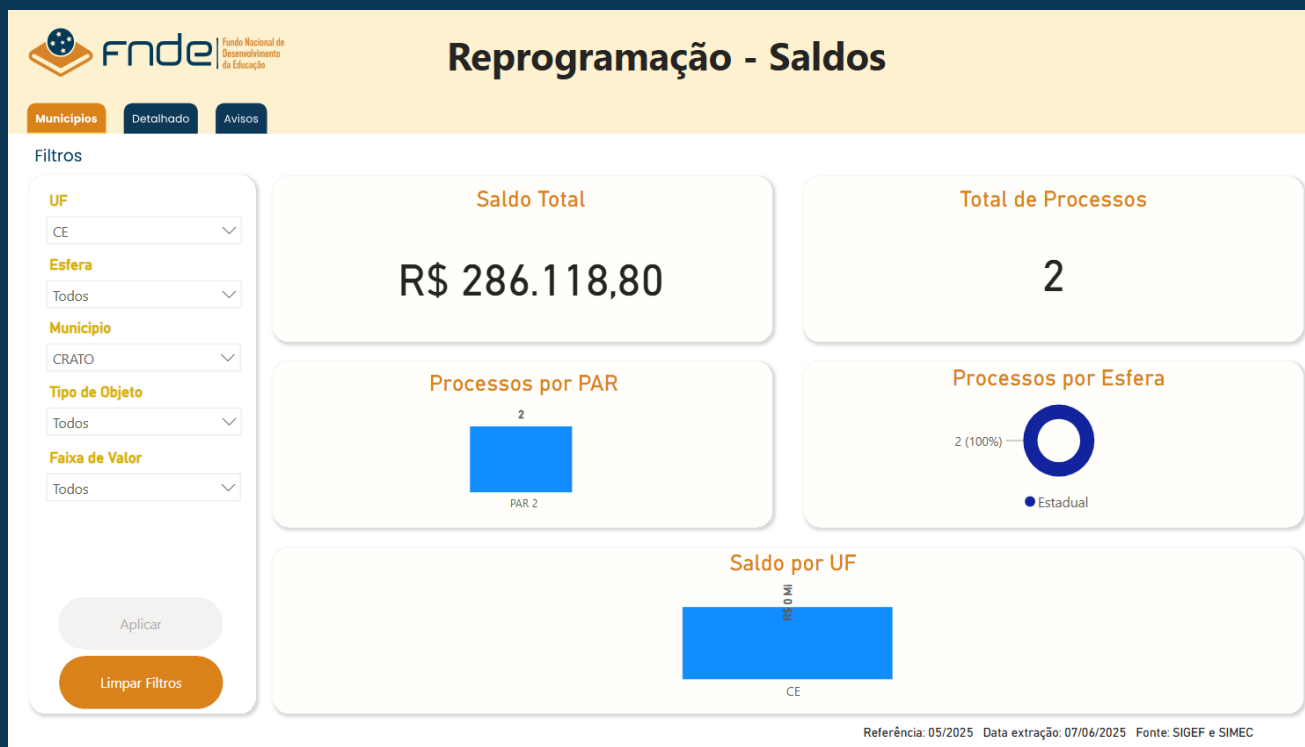 fnde
Fundo Nacional de
Desenvolvimento
da Educação
Reprogramação - Saldos
Municípios
Detalhado
Avisos
Filtros
UF
CE
Esfera
Todos
Municipio
CRATO
Tipo de Objeto
Todos
Faixa de Valor
Todos
Aplicar
Limpar Filtros
Saldo Total
R$ 286.118,80
Total de Processos
2
Processos por PAR
2
PAR 2
Processos por Esfera
2 (100%)
Estadual
Saldo por UF
R$ 0 Mi
CE
Referência: 05/2025 Data extração: 07/06/2025 Fonte: SIGEF e SIMEC